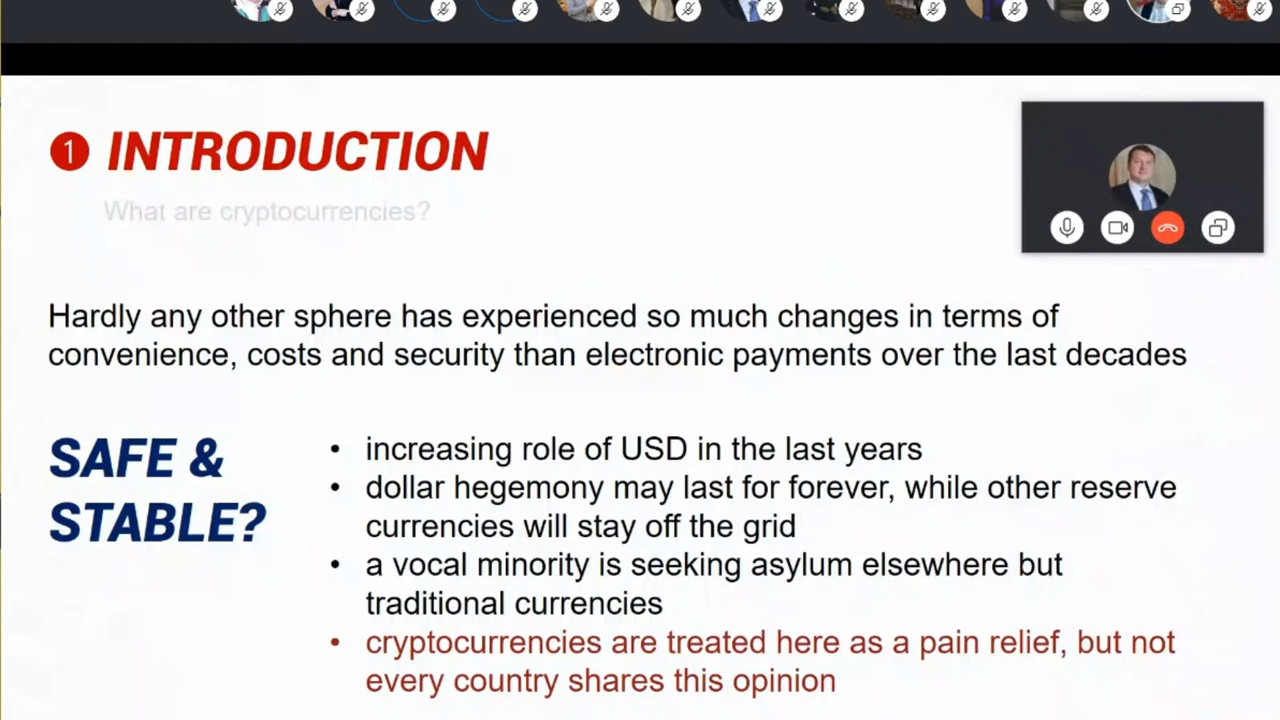 1 INTRODUCTION
What are cryptocurrencies?
Hardly any other sphere has experienced so much changes in terms of
convenience, costs and security than electronic payments over the last decades
SAFE &
STABLE?
• increasing role of USD in the last years
• dollar hegemony may last for forever, while other reserve
currencies will stay off the grid
• a vocal minority is seeking asylum elsewhere but
traditional currencies
• cryptocurrencies are treated here as a pain relief, but not
every country shares this opinion